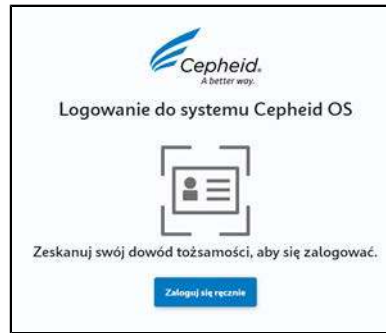 Cepheid.
A better way.
Logowanie do systemu Cepheid OS
Zeskanuj swój dowód tożsamości, aby się zalogować.
Zaloguj się ręcznie